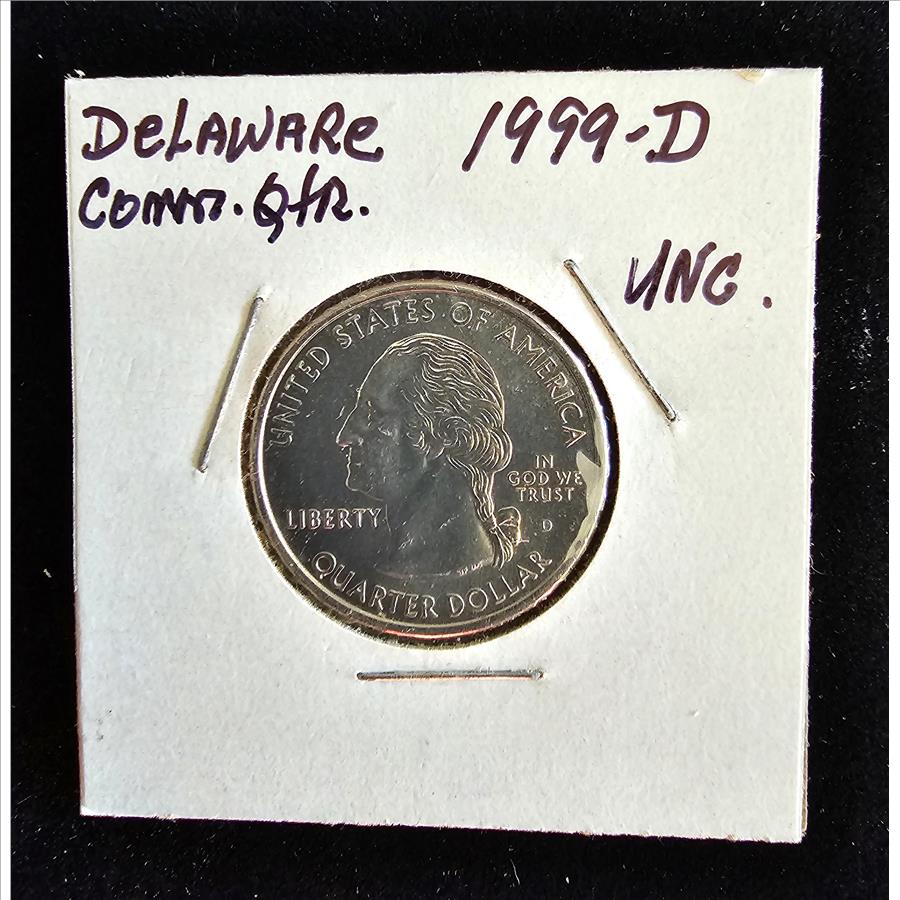 DeLAWARe 1999-D
Comm. QtR.
UNC.
UNITED STATES OF AMERICA
IN
GOD WE
TRUST
LIBERTY
D
QUARTER DOLLAR